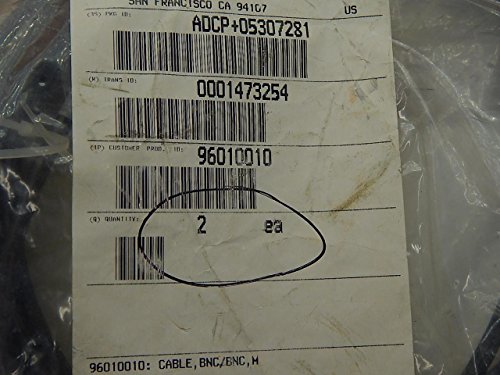 SAN FRANCISCO CA 94107 US
(3S) PKG ID:
ADCP+05307281
(K) TRANS ID:
0001473254
(1P) CUSTOMER PROD. ID:
96010010
(Q) QUANTITY:
2 ea
96010010: CABLE,BNC/BNC,M